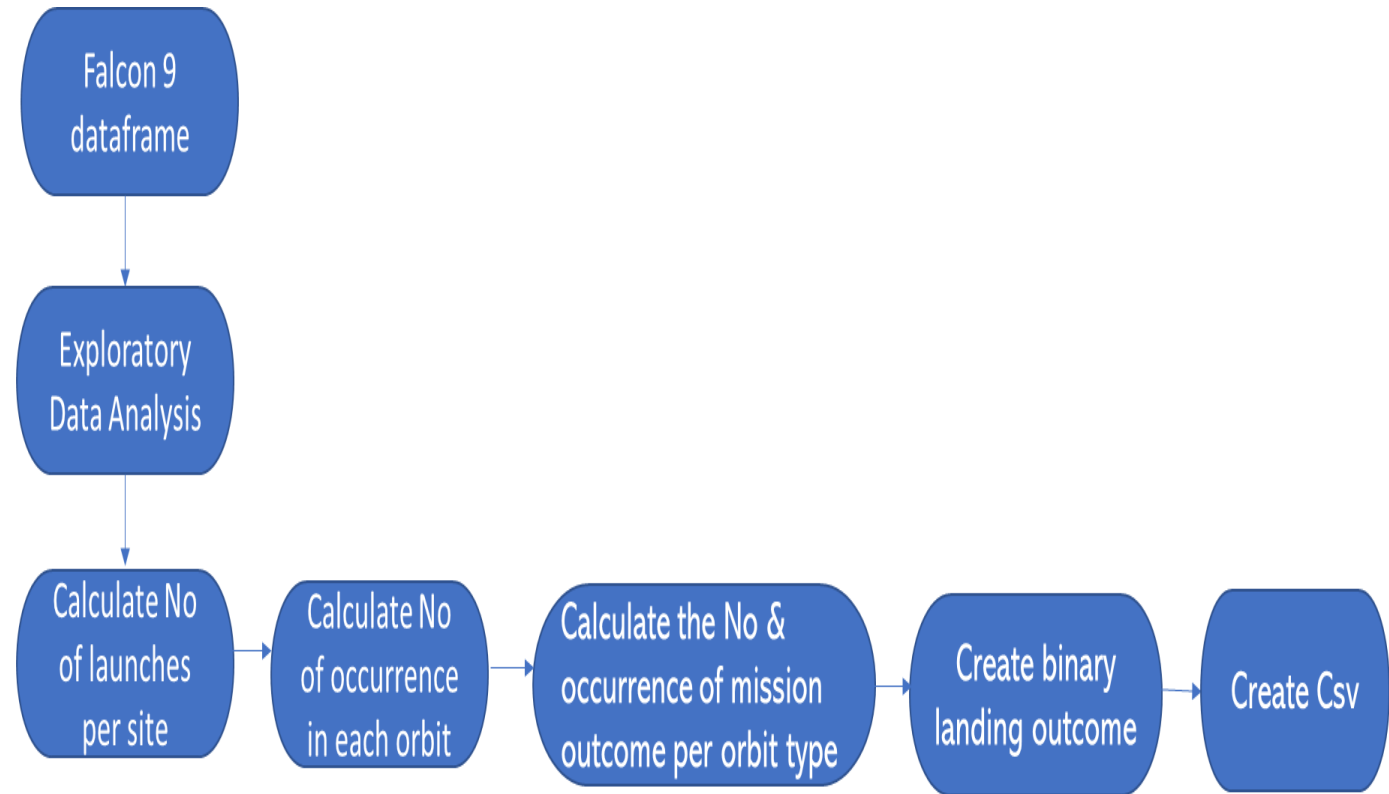 Falcon 9
dataframe
Exploratory
Data Analysis
Calculate No
of launches
per site
Calculate No
of occurrence
in each orbit
Calculate the No &
occurrence of mission
outcome per orbit type
Create binary
landing outcome
Create Csv